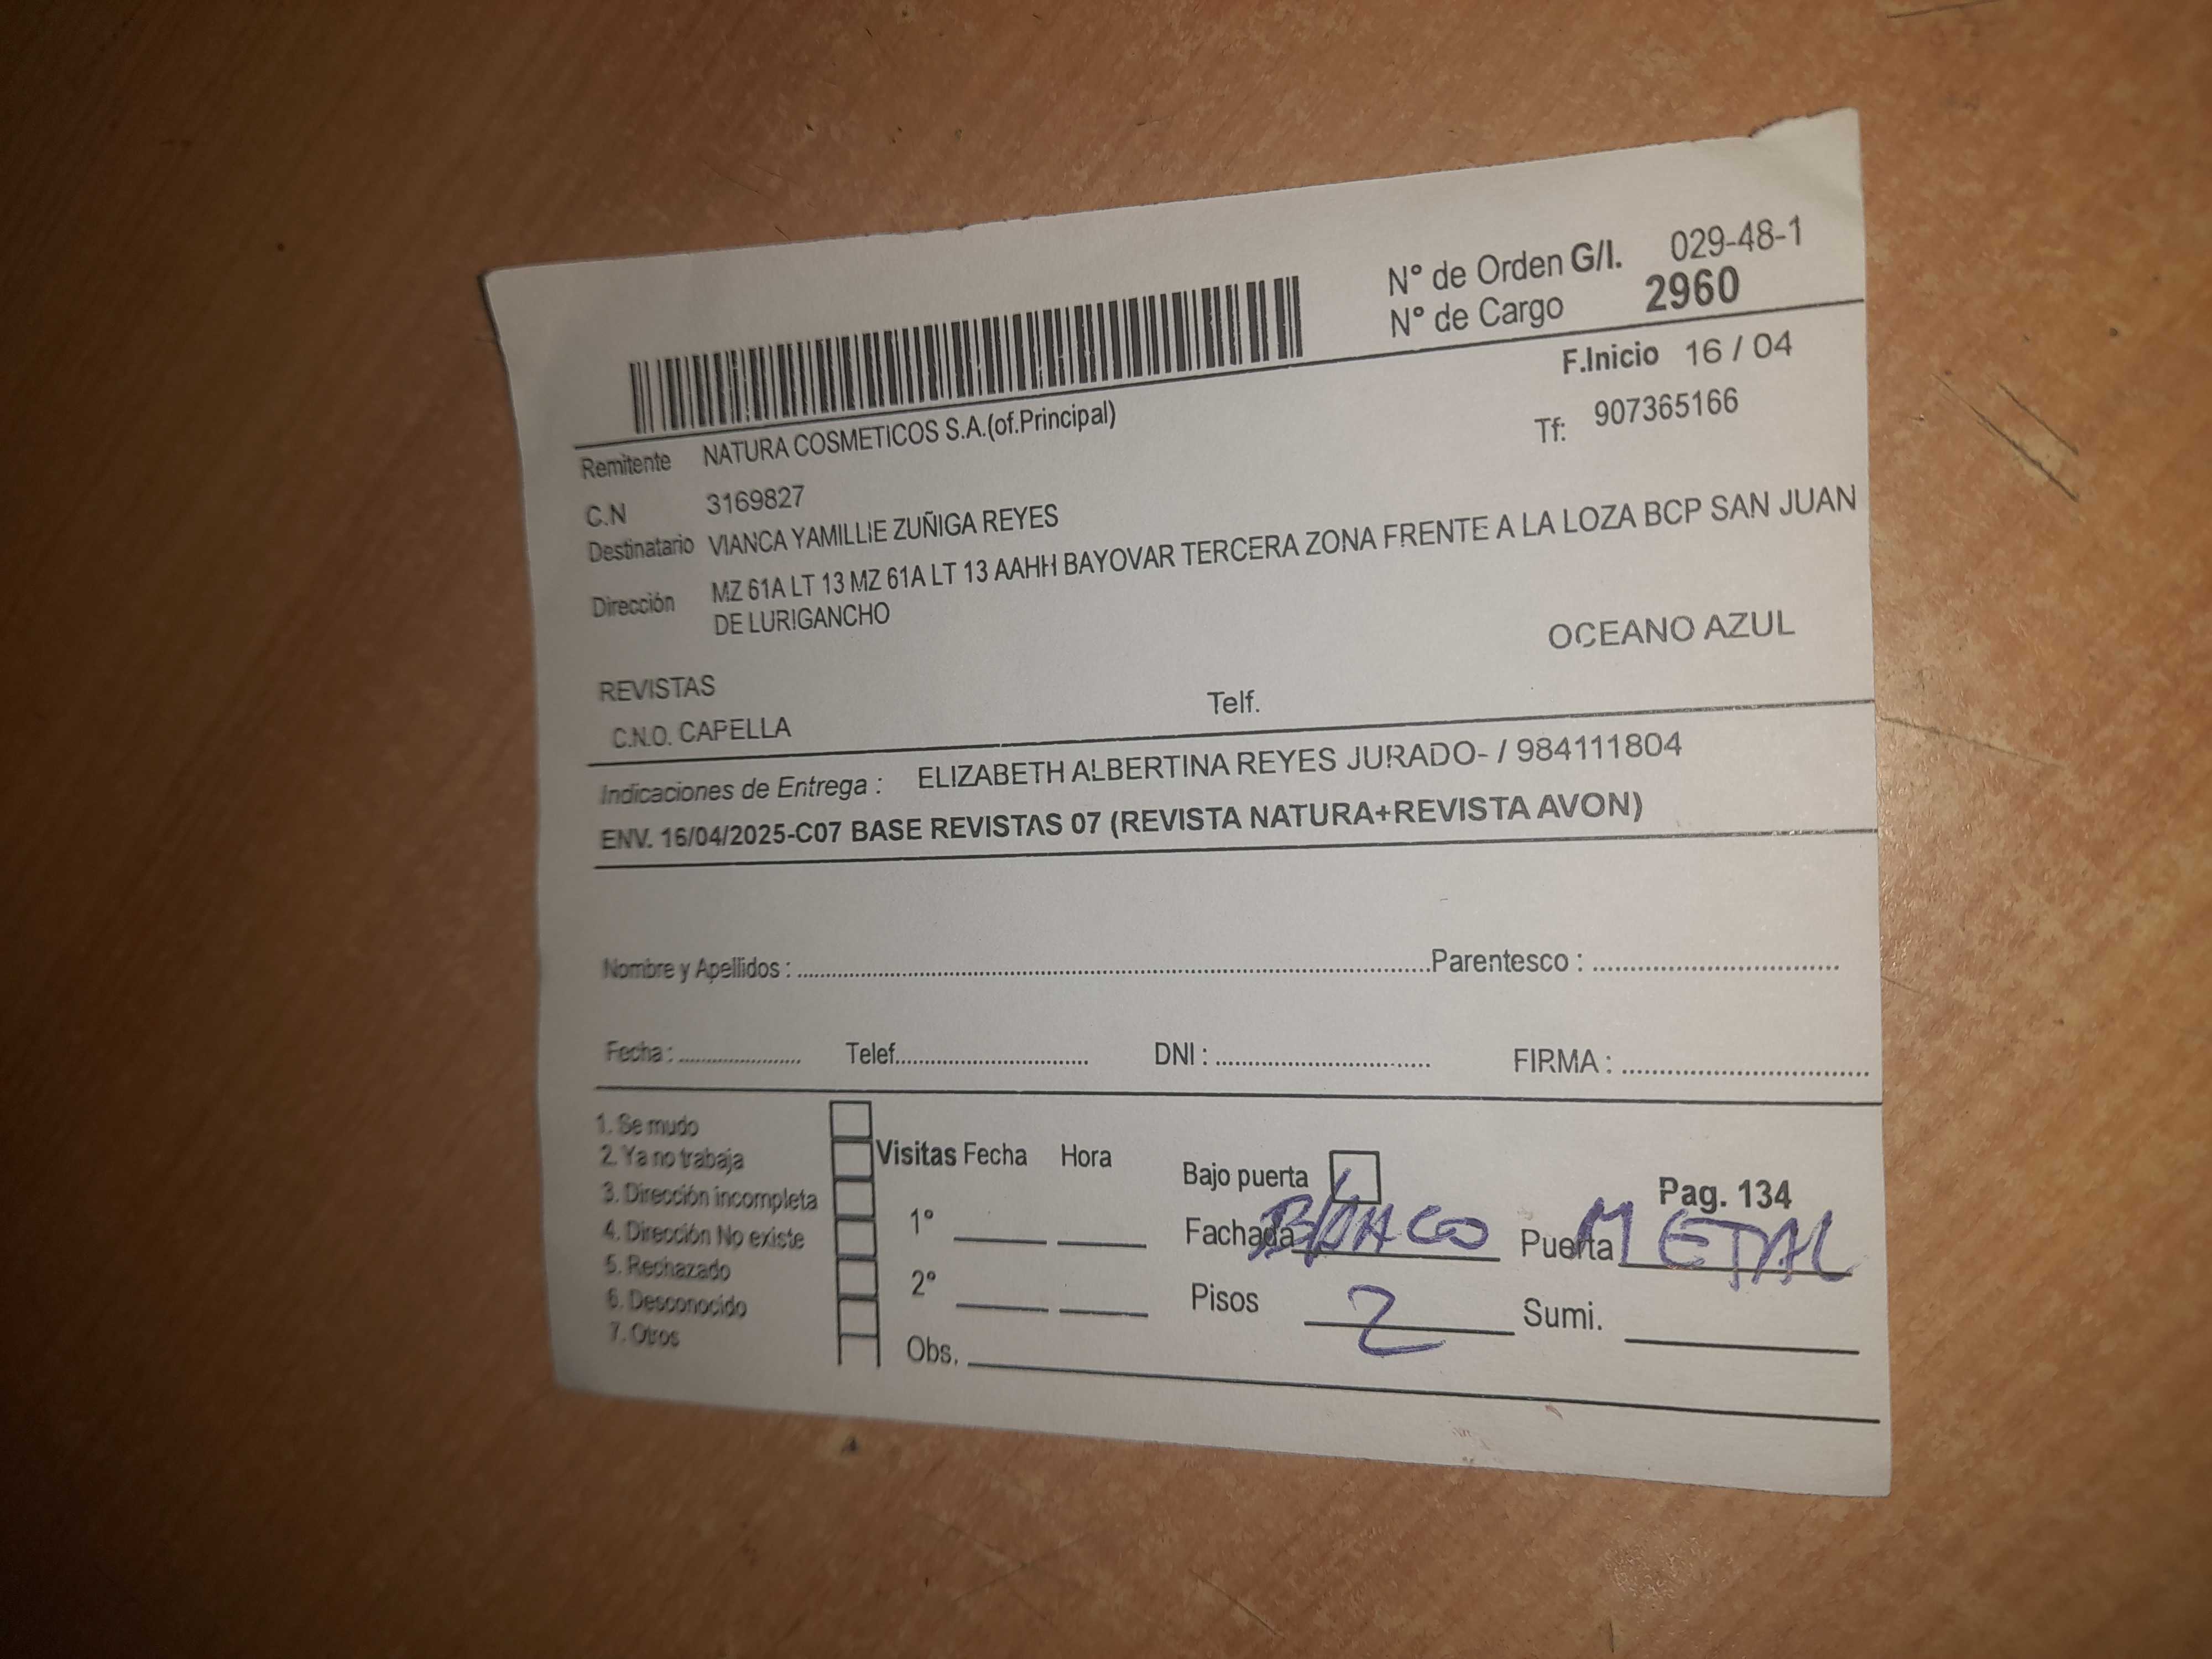 N° de Orden G/I. 029-48-1
N° de Cargo 2960
F.Inicio 16 / 04
Remitente NATURA COSMETICOS S.A.(of.Principal)
Tf: 907365166
C.N 3169827
Destinatario VIANCA YAMILLIE ZUÑIGA REYES
Dirección MZ 61A LT 13 MZ 61A LT 13 AAHH BAYOVAR TERCERA ZONA FRENTE A LA LOZA BCP SAN JUAN
DE LURIGANCHO
OCEANO AZUL
REVISTAS
C.N.O. CAPELLA Telf.
Indicaciones de Entrega : ELIZABETH ALBERTINA REYES JURADO- / 984111804
ENV. 16/04/2025-C07 BASE REVISTAS 07 (REVISTA NATURA+REVISTA AVON)
Nombre y Apellidos : Parentesco :
Fecha : Telef. DNI : FIRMA :
1. Se mudo
2. Ya no trabaja
3. Dirección incompleta
4. Dirección No existe
5. Rechazado
6. Desconocido
7. Otros
Visitas Fecha Hora
1°
2°
Obs.
Bajo puerta
Pag. 134
Fachada BLANCO Puerta METAL
Pisos 2 Sumi.